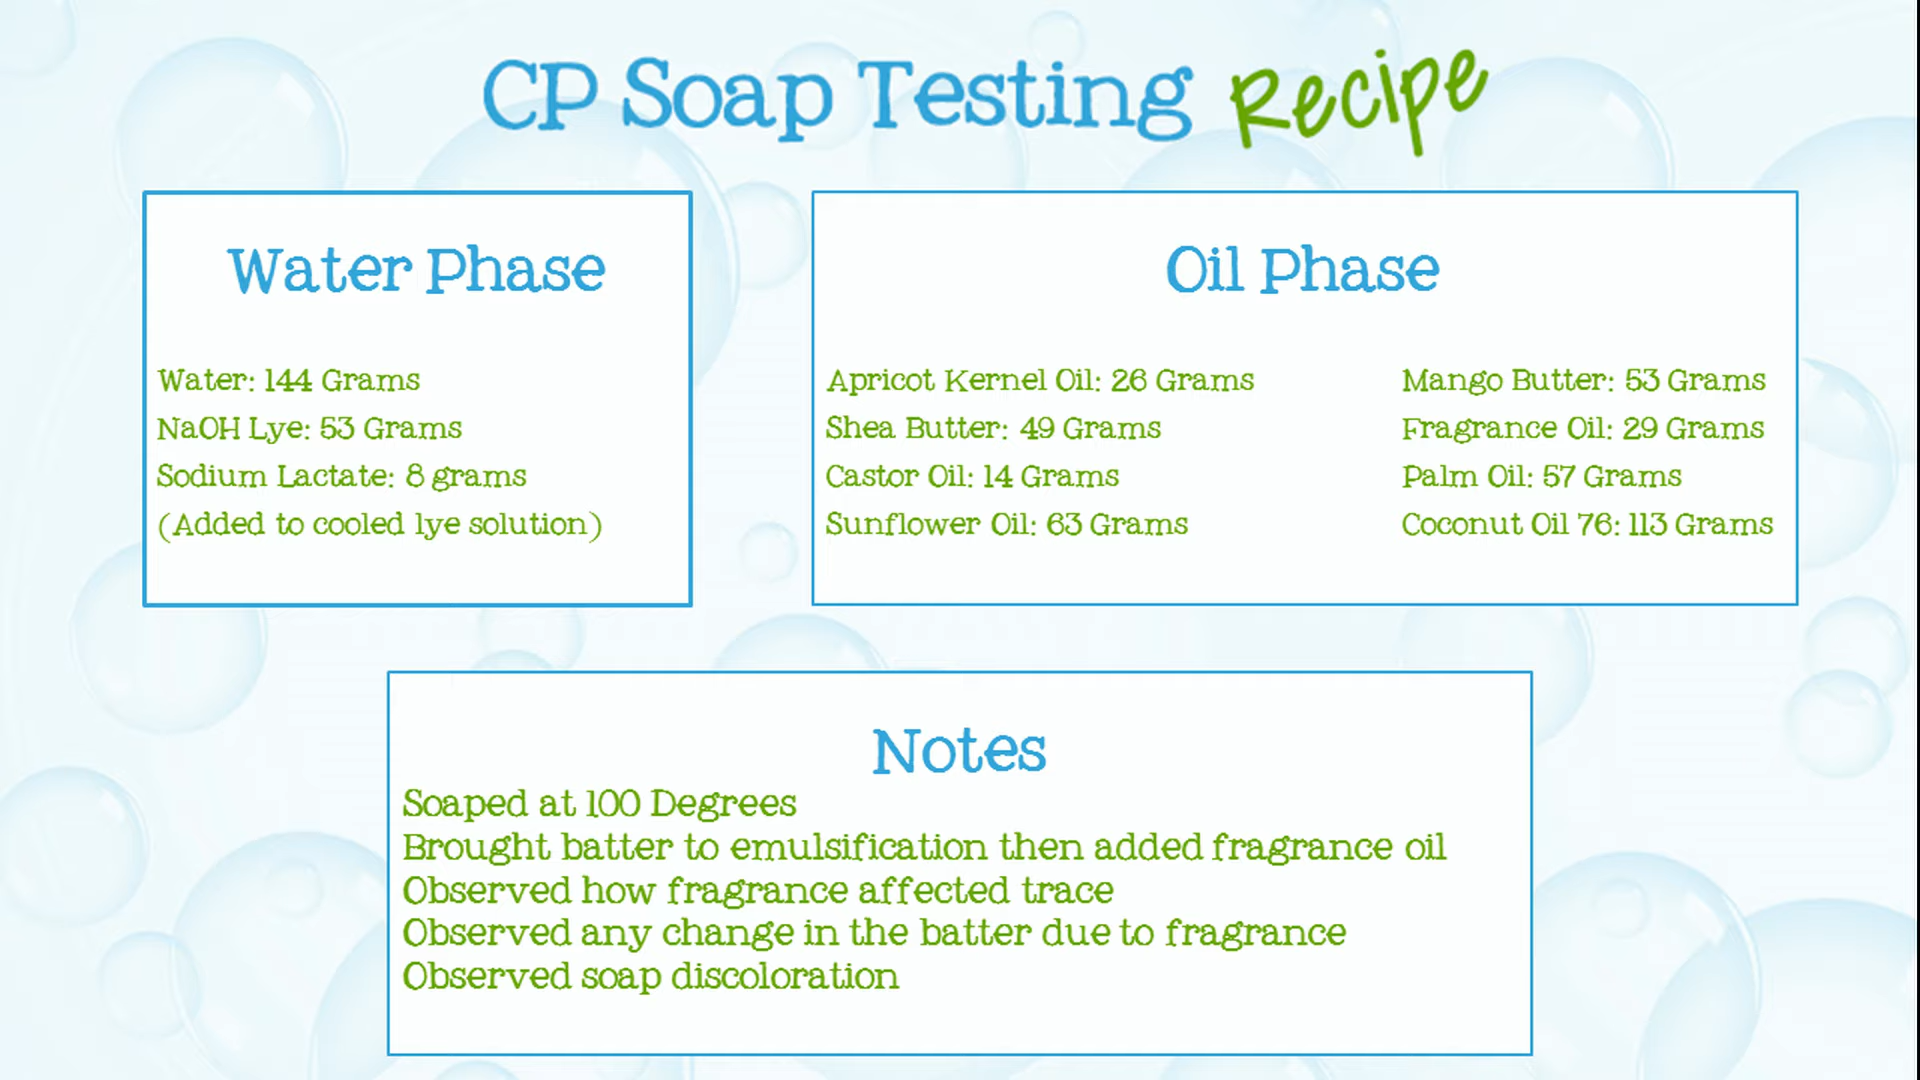 CP Soap Testing Recipe
Water Phase
Water: 144 Grams
NaOH Lye: 53 Grams
Sodium Lactate: 8 grams
(Added to cooled lye solution)
Oil Phase
Apricot Kernel Oil: 26 Grams
Shea Butter: 49 Grams
Castor Oil: 14 Grams
Sunflower Oil: 63 Grams
Mango Butter: 53 Grams
Fragrance Oil: 29 Grams
Palm Oil: 57 Grams
Coconut Oil 76: 113 Grams
Notes
Soaped at 100 Degrees
Brought batter to emulsification then added fragrance oil
Observed how fragrance affected trace
Observed any change in the batter due to fragrance
Observed soap discoloration